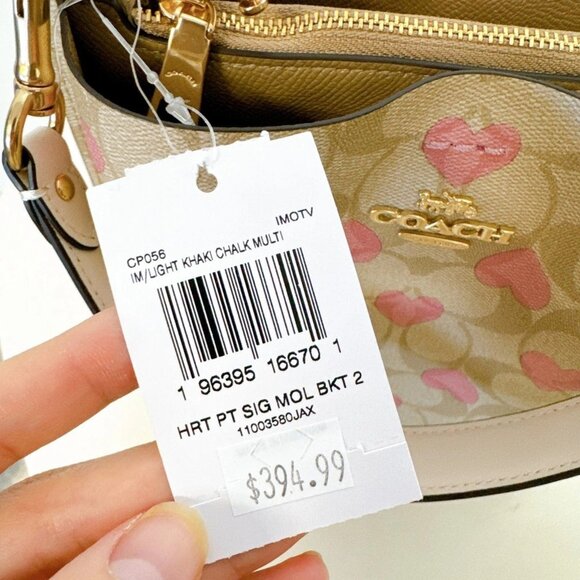 IMOTV
CP056
IM/LIGHT KHAKI CHALK MULTI
1 96395 16670 1
HRT PT SIG MOL BKT 2
11003580JAX
$394.99
COACH